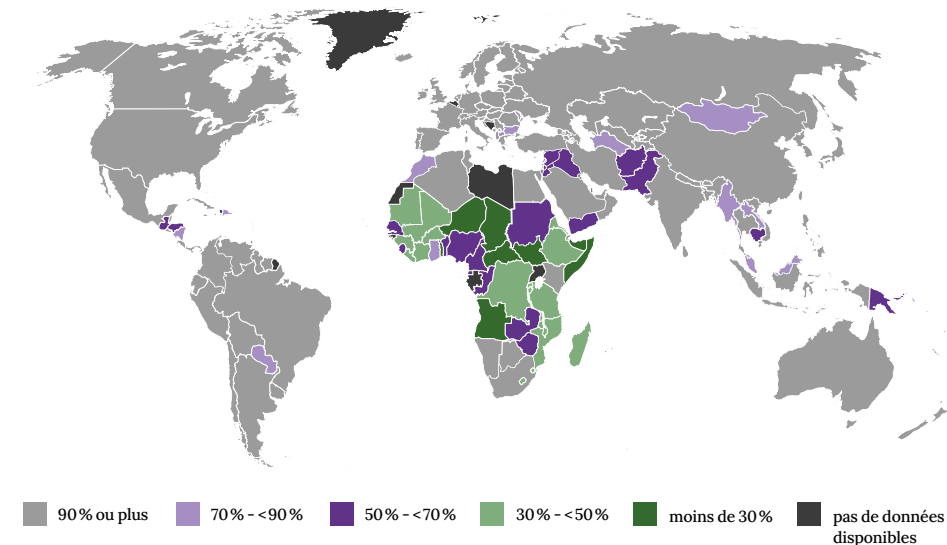 90 % ou plus
70 % - <90 %
50 % - <70 %
30 % - <50 %
moins de 30 %
pas de données
disponibles